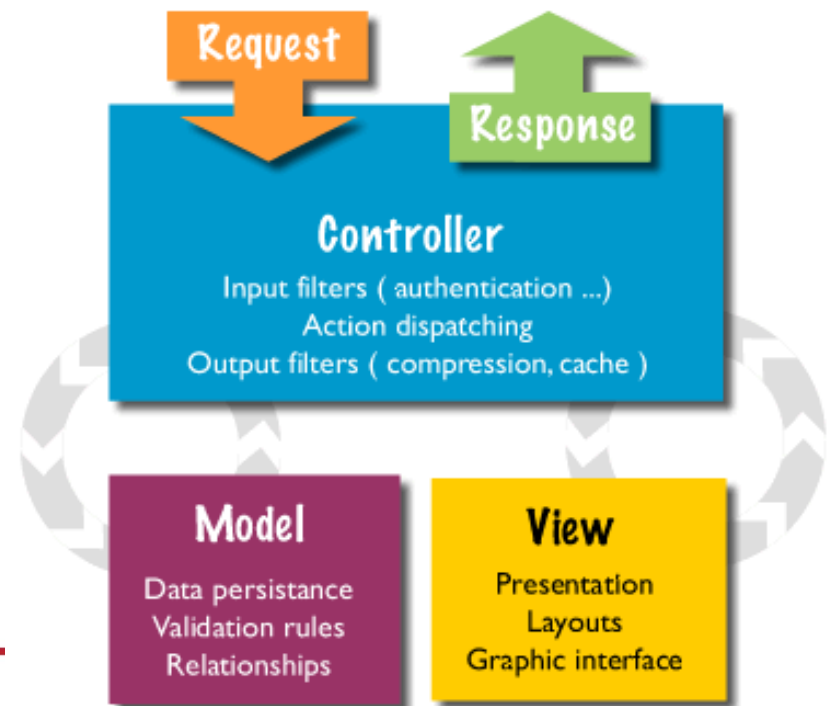 Request
Response
Controller
Input filters ( authentication ...)
Action dispatching
Output filters ( compression, cache )
Model
Data persistance
Validation rules
Relationships
View
Presentation
Layouts
Graphic interface